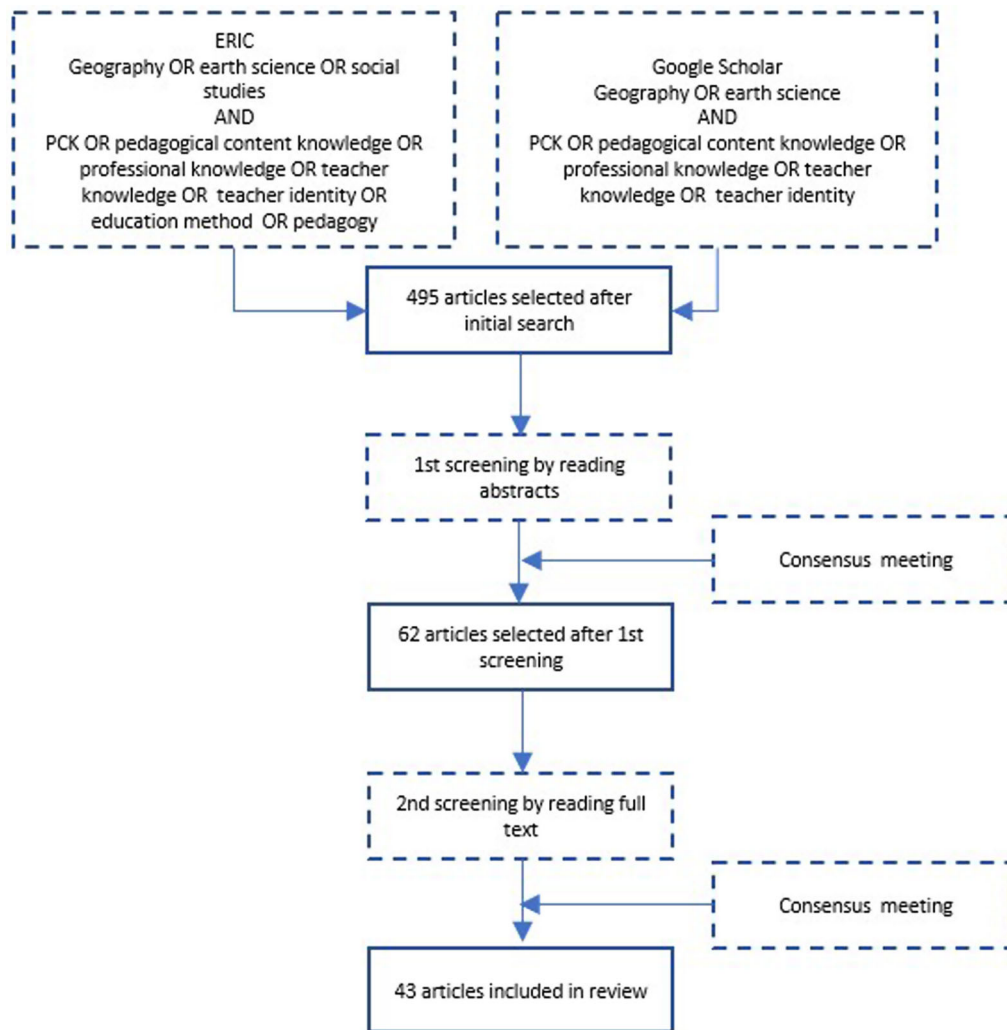 ERIC
Geography OR earth science OR social
studies
AND
PCK OR pedagogical content knowledge OR
professional knowledge OR teacher
knowledge OR teacher identity OR
education method OR pedagogy
Google Scholar
Geography OR earth science
AND
PCK OR pedagogical content knowledge OR
professional knowledge OR teacher
knowledge OR teacher identity
495 articles selected after
initial search
1st screening by reading
abstracts
Consensus meeting
62 articles selected after 1st
screening
2nd screening by reading full
text
Consensus meeting
43 articles included in review